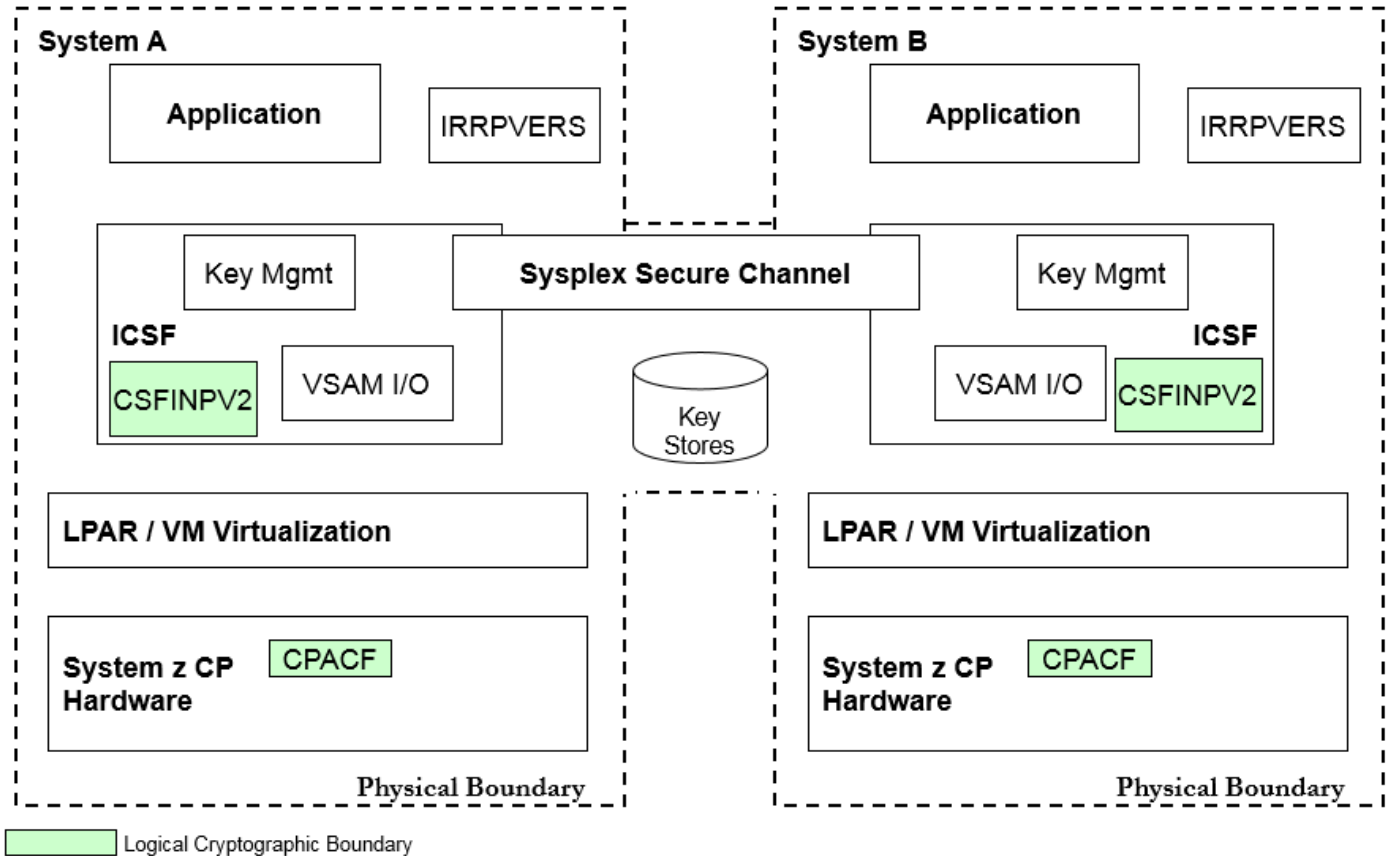 System A
Application
IRRPVERS
Key Mgmt
ICSF
CSFINPV2
VSAM I/O
LPAR / VM Virtualization
System z CP
Hardware
CPACF
Physical Boundary
Sysplex Secure Channel
Key
Stores
System B
Application
IRRPVERS
Key Mgmt
ICSF
VSAM I/O
CSFINPV2
LPAR / VM Virtualization
System z CP
Hardware
CPACF
Physical Boundary
Logical Cryptographic Boundary